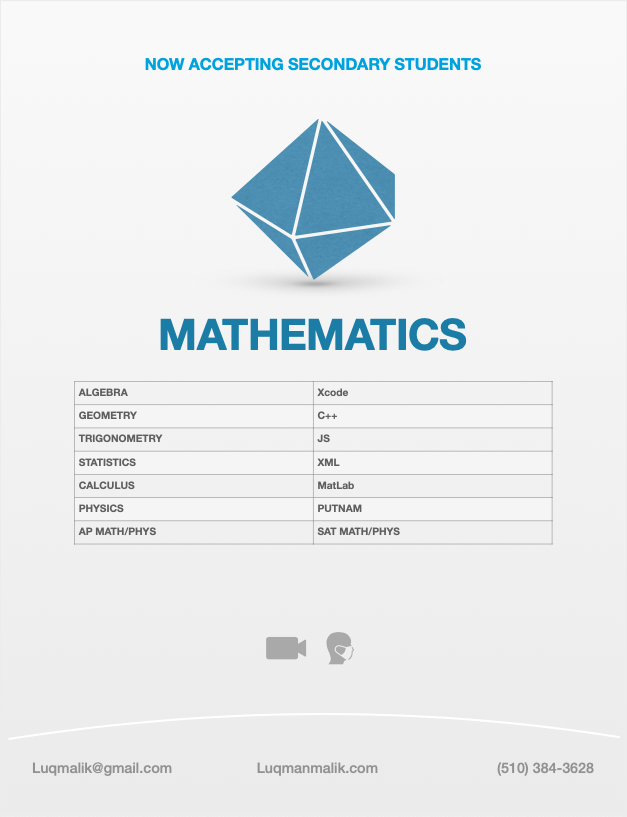 NOW ACCEPTING SECONDARY STUDENTS
MATHEMATICS
ALGEBRA Xcode
GEOMETRY C++
TRIGONOMETRY JS
STATISTICS XML
CALCULUS MatLab
PHYSICS PUTNAM
AP MATH/PHYS SAT MATH/PHYS
Luqmalik@gmail.com Luqmanmalik.com (510) 384-3628